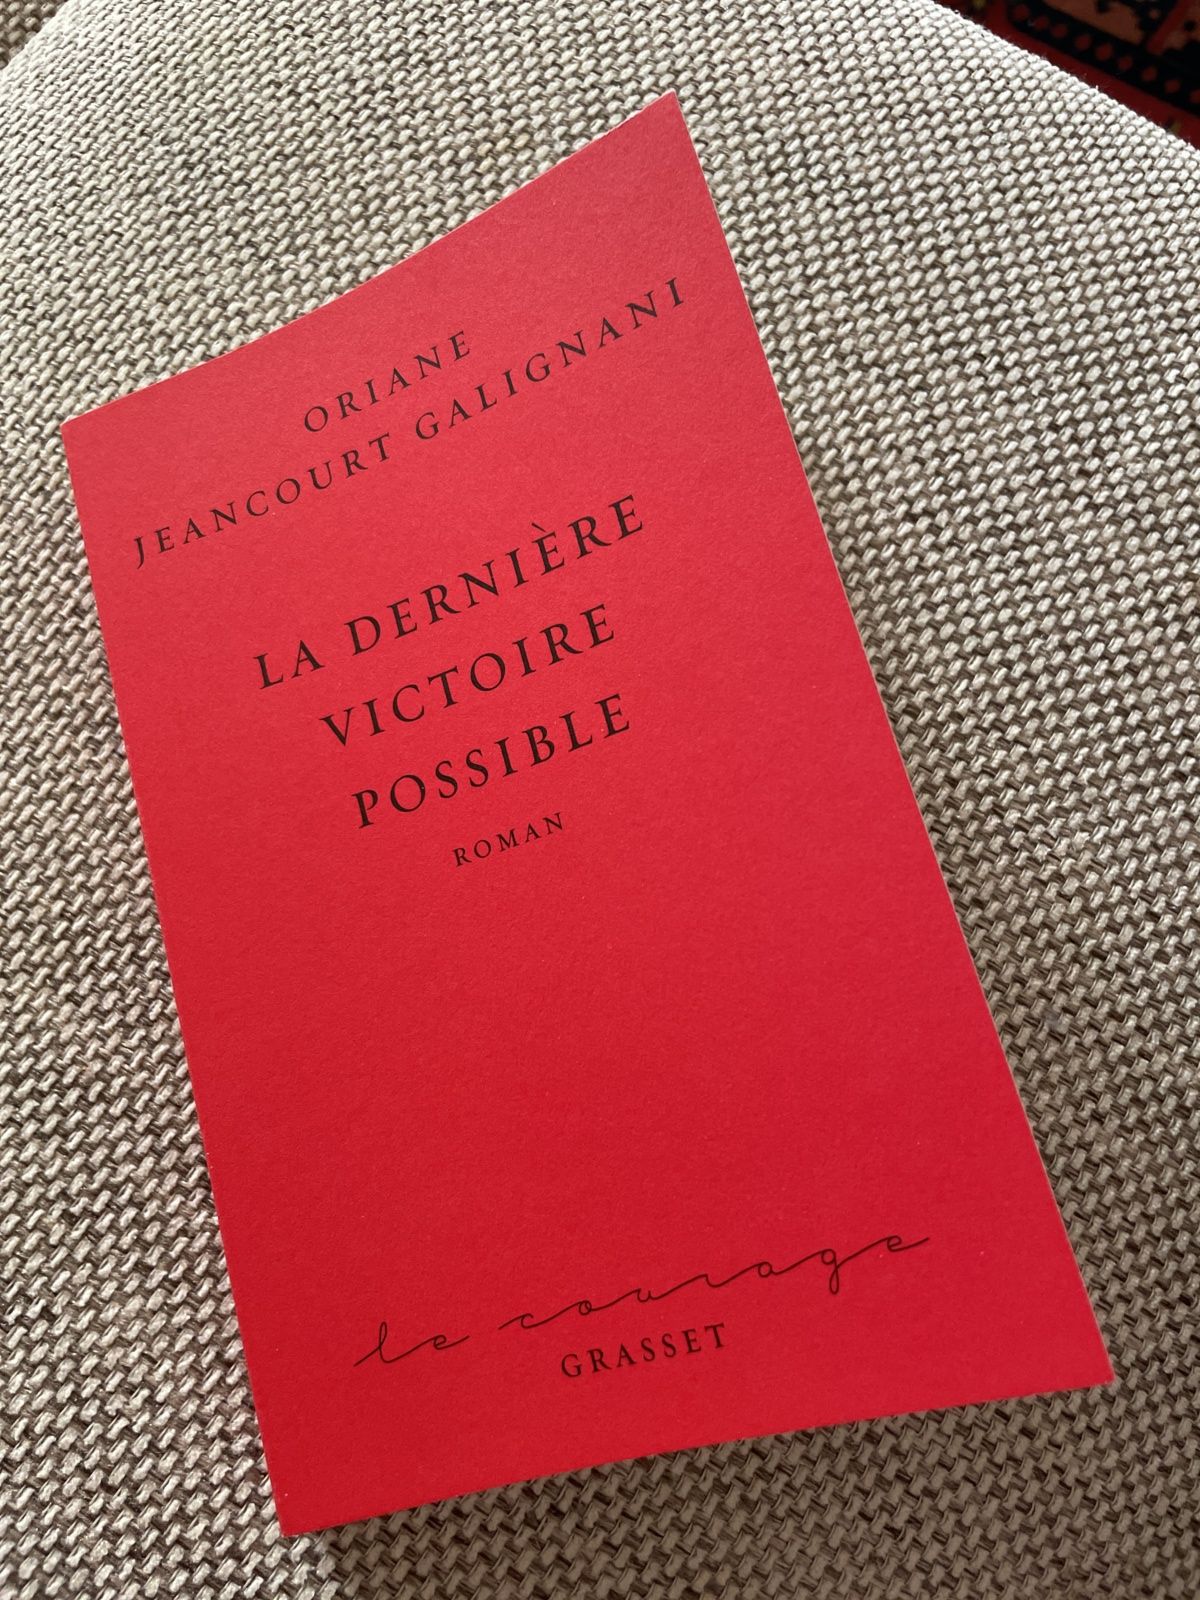 ORIANE
JEANCOURT GALIGNANI
LA DERNIÈRE
VICTOIRE
POSSIBLE
ROMAN
le courage
GRASSET